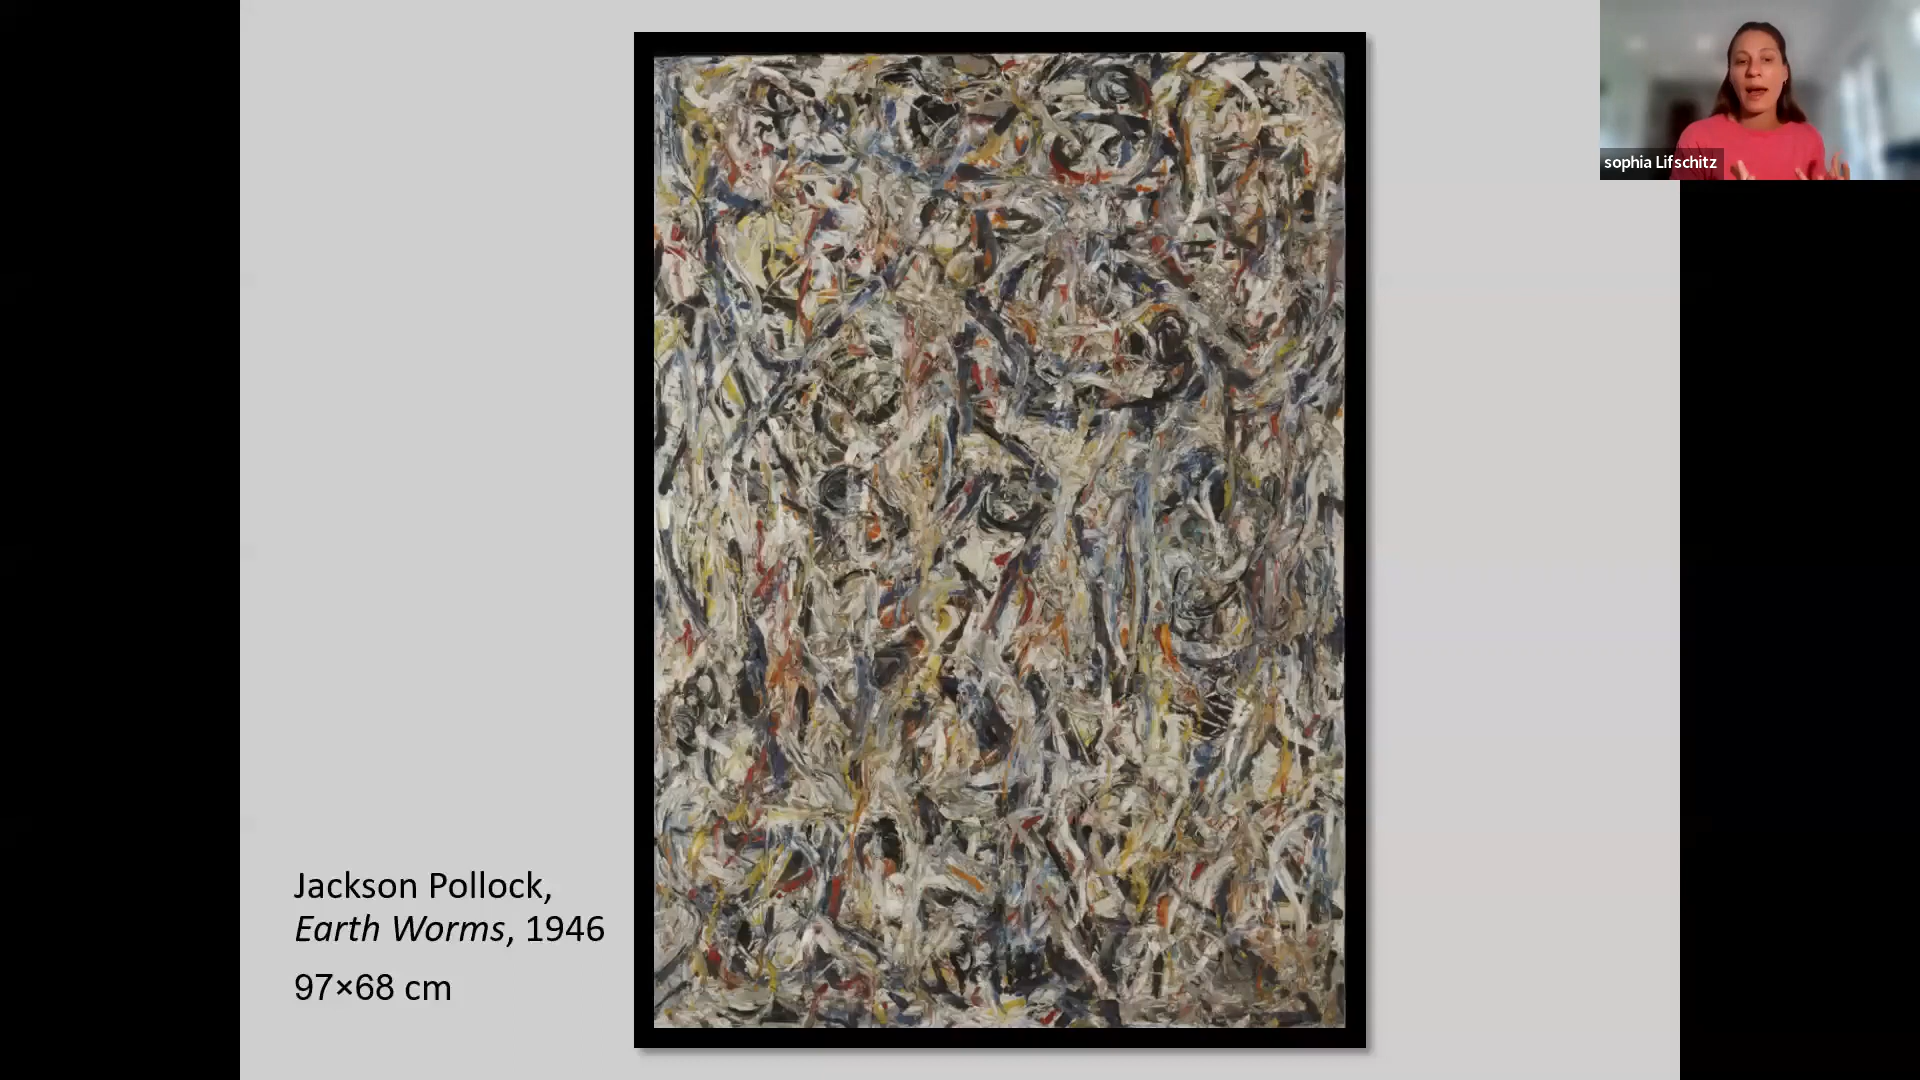 sophia Lifschitz
Jackson Pollock,
Earth Worms, 1946
97×68 cm